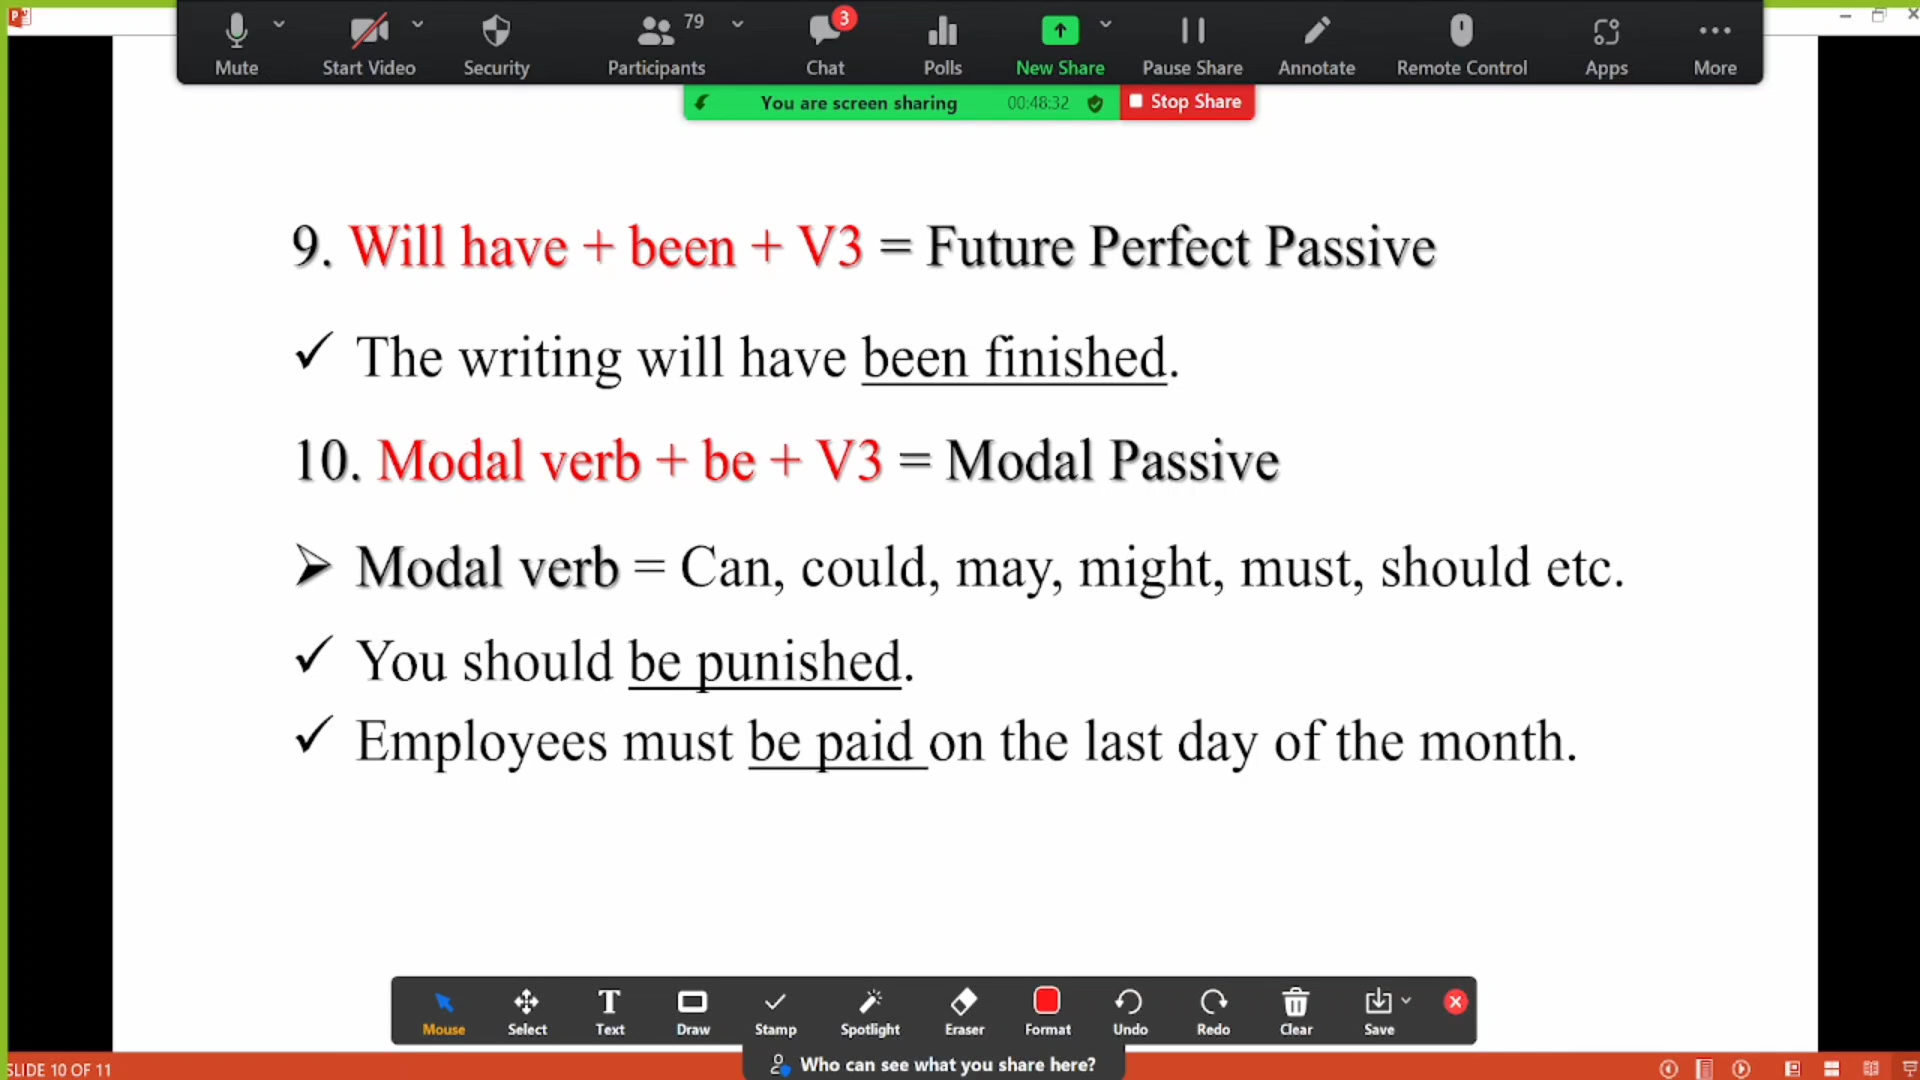 Mute
Start Video
Security
Participants
79
Chat
3
Polls
New Share
Pause Share
Annotate
Remote Control
Apps
More
You are screen sharing
00:48:32
Stop Share
9. Will have + been + V3 = Future Perfect Passive
✓ The writing will have been finished.
10. Modal verb + be + V3 = Modal Passive
➢ Modal verb = Can, could, may, might, must, should etc.
✓ You should be punished.
✓ Employees must be paid on the last day of the month.
Mouse
Select
Text
Draw
Stamp
Spotlight
Eraser
Format
Undo
Redo
Clear
Save
Who can see what you share here?
SLIDE 10 OF 11